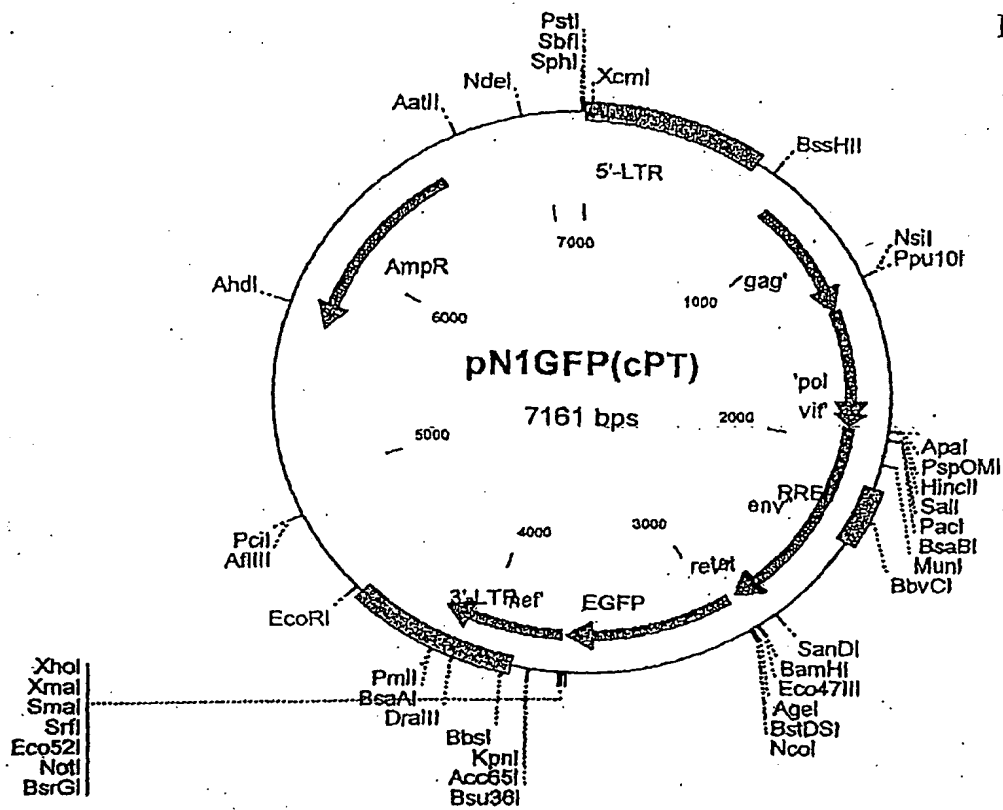 PstI
SbfI
SphI
XcmI
NdeI
AatII
BssHII
5'-LTR
7000
NsiI
Ppu10I
AmpR
gag'
1000
AhdI
6000
pN1GFP(cPT)
7161 bps
'pol
vif'
2000
5000
ApaI
PspOMI
HincII
SalI
PacI
BsaBI
MunI
BbvCI
RRE
env'
3000
4000
PciI
AflIII
EcoRI
3'-LTR
nef'
EGFP
SanDI
BamHI
Eco47III
AgeI
BstDSI
NcoI
PmlI
BsaAI
DraIII
BbsI
KpnI
Acc65I
Bsu36I
XhoI
XmaI
SmaI
SrfI
Eco52I
NotI
BsrGI